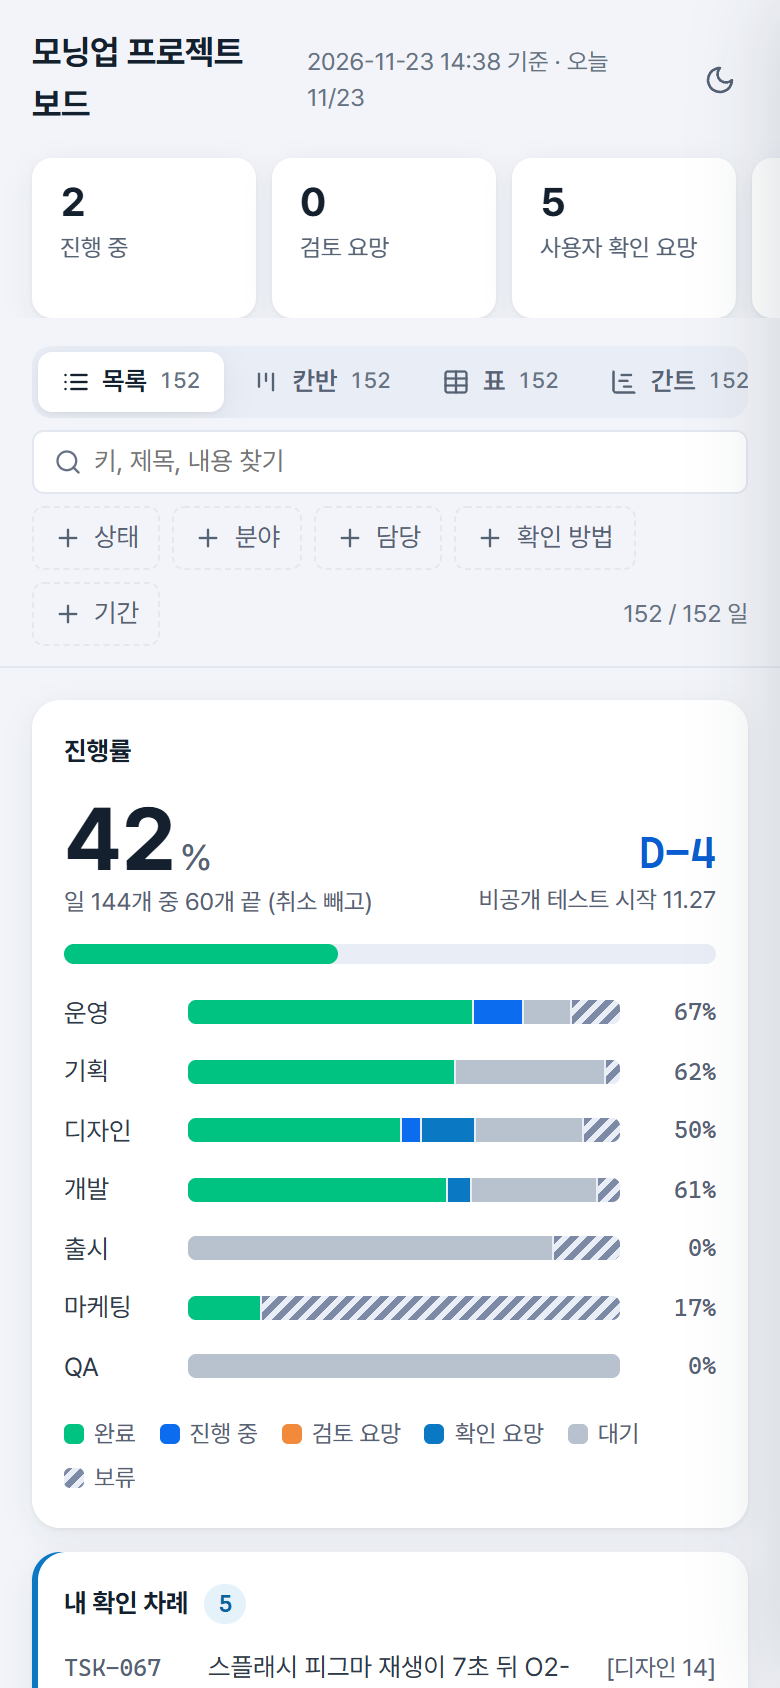 모닝업 프로젝트
보드
2026-11-23 14:38 기준 · 오늘
11/23
2
진행 중
0
검토 요망
5
사용자 확인 요망
목록 152
칸반 152
표 152
간트 152
키, 제목, 내용 찾기
+ 상태
+ 분야
+ 담당
+ 확인 방법
+ 기간
152 / 152 일
진행률
42 %
D-4
일 144개 중 60개 끝 (취소 빼고)
비공개 테스트 시작 11.27
운영 67%
기획 62%
디자인 50%
개발 61%
출시 0%
마케팅 17%
QA 0%
완료 진행 중 검토 요망 확인 요망 대기
보류
내 확인 차례 5
TSK-067 스플래시 피그마 재생이 7초 뒤 O2- [디자인 14]